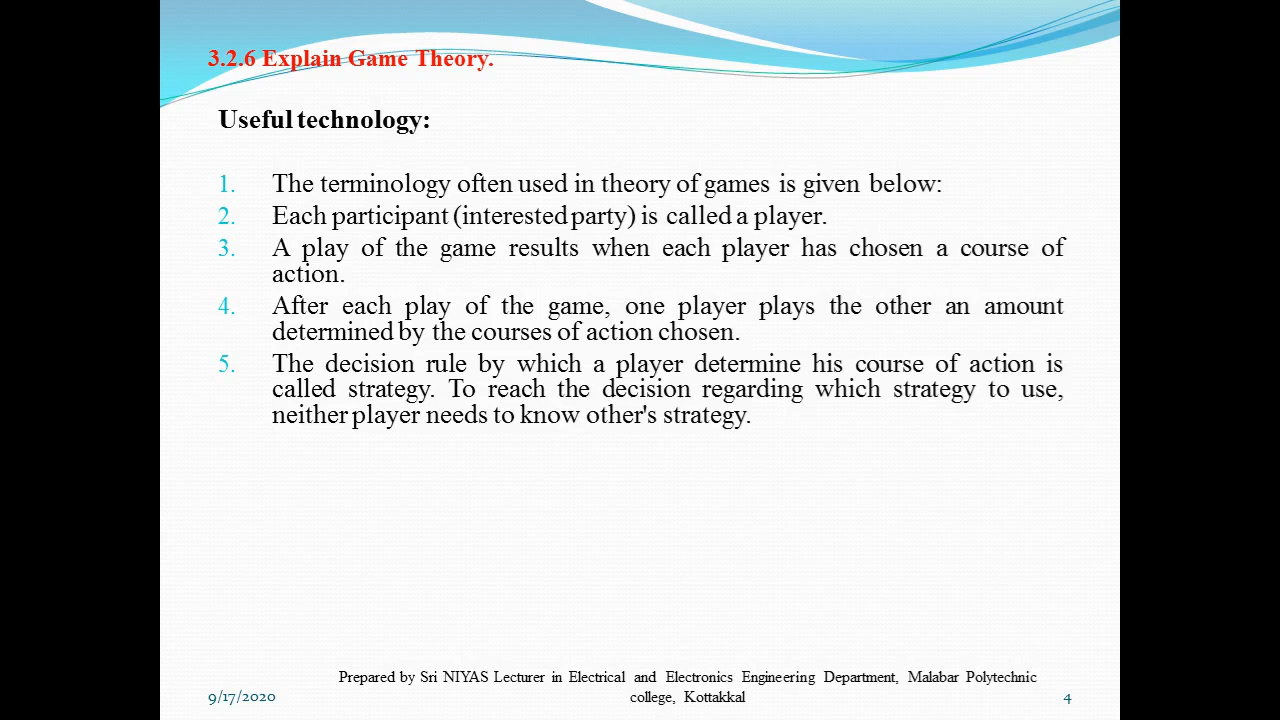 3.2.6 Explain Game Theory.
Useful technology:
1. The terminology often used in theory of games is given below:
2. Each participant (interested party) is called a player.
3. A play of the game results when each player has chosen a course of
action.
4. After each play of the game, one player plays the other an amount
determined by the courses of action chosen.
5. The decision rule by which a player determine his course of action is
called strategy. To reach the decision regarding which strategy to use,
neither player needs to know other's strategy.
Prepared by Sri NIYAS Lecturer in Electrical and Electronics Engineering Department, Malabar Polytechnic
9/17/2020 college, Kottakkal 4